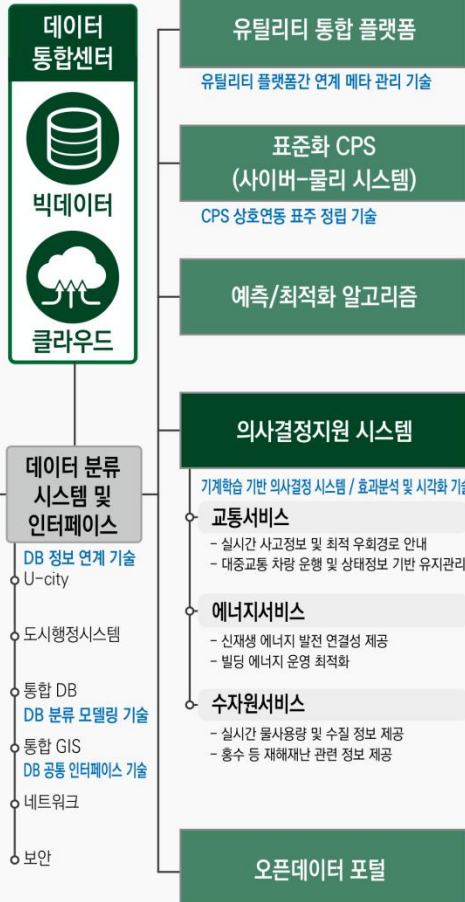 데이터
통합센터
빅데이터
클라우드
데이터 분류
시스템 및
인터페이스
DB 정보 연계 기술
U-city
도시행정시스템
통합 DB
DB 분류 모델링 기술
통합 GIS
DB 공통 인터페이스 기술
네트워크
보안
유틸리티 통합 플랫폼
유틸리티 플랫폼간 연계 메타 관리 기술
표준화 CPS
(사이버-물리 시스템)
CPS 상호연동 표주 정립 기술
예측/최적화 알고리즘
의사결정지원 시스템
기계학습 기반 의사결정 시스템 / 효과분석 및 시각화 기술
교통서비스
- 실시간 사고정보 및 최적 우회경로 안내
- 대중교통 차랑 운행 및 상태정보 기반 유지관리
에너지서비스
- 신재생 에너지 발전 연결성 제공
- 빌딩 에너지 운영 최적화
수자원서비스
- 실시간 물사용량 및 수질 정보 제공
- 홍수 등 재해재난 관련 정보 제공
오픈데이터 포털